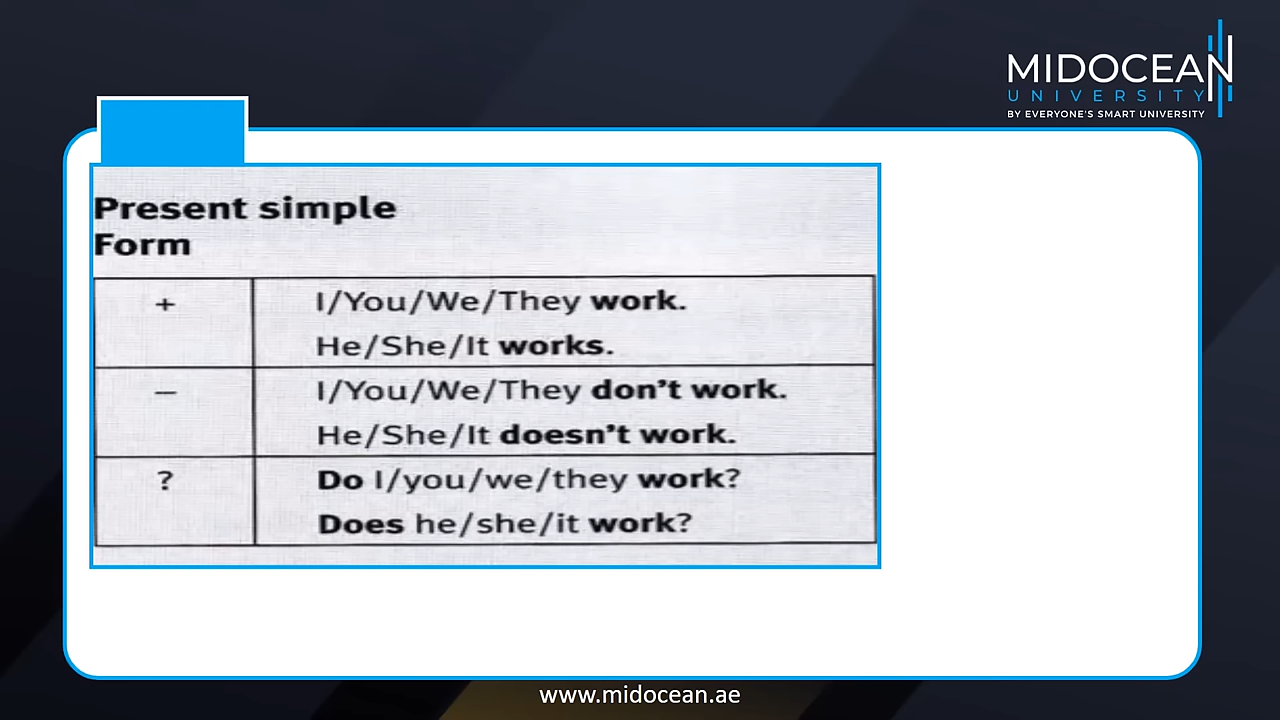 MIDOCEAN
UNIVERSITY
BY EVERYONE'S SMART UNIVERSITY
Present simple
Form
+ I/You/We/They work.
He/She/It works.
– I/You/We/They don't work.
He/She/It doesn't work.
? Do I/you/we/they work?
Does he/she/it work?
www.midocean.ae